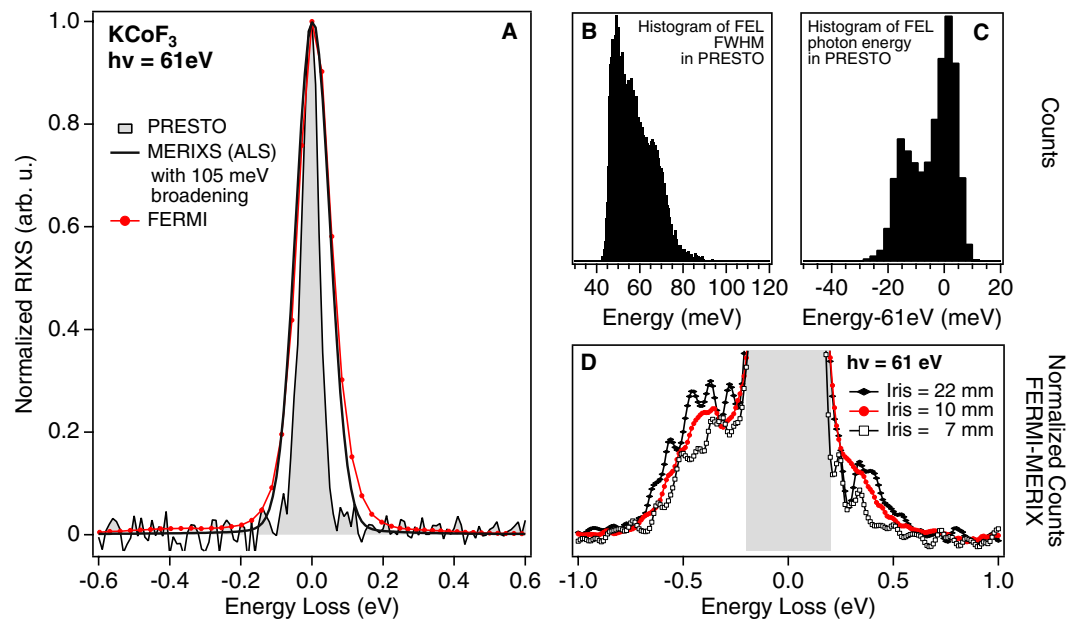 A
KCoF3
hv = 61eV
PRESTO
MERIXS (ALS)
with 105 meV
broadening
FERMI
Normalized RIXS (arb. u.)
1.0
0.8
0.6
0.4
0.2
0
-0.6
-0.4
-0.2
0.0
0.2
0.4
0.6
Energy Loss (eV)
B
Histogram of FEL
FWHM
in PRESTO
40
60
80
100
120
Energy (meV)
Histogram of FEL
photon energy
in PRESTO
C
-40
-20
0
20
Energy-61eV (meV)
Counts
D
hv = 61 eV
Iris = 22 mm
Iris = 10 mm
Iris = 7 mm
-1.0
-0.5
0.0
0.5
1.0
Energy Loss (eV)
Normalized Counts
FERMI-MERIX